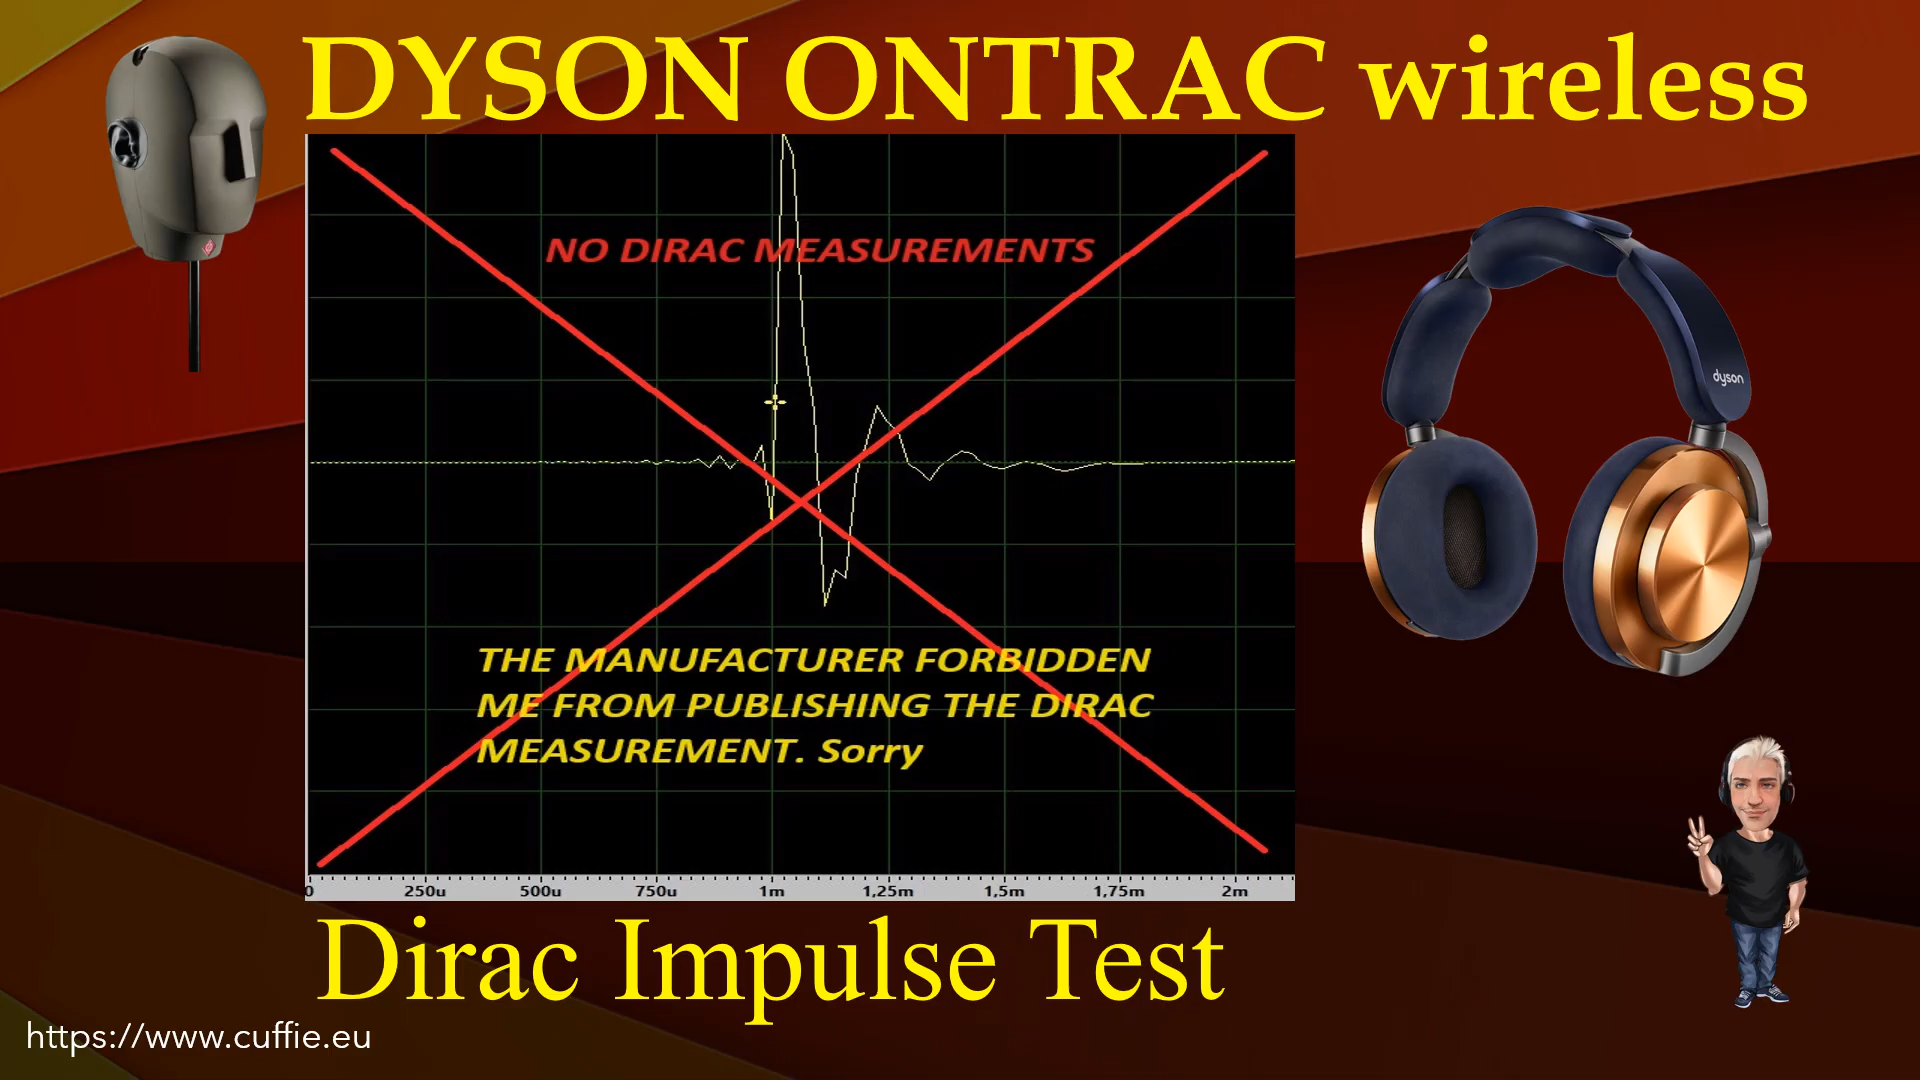 DYSON ONTRAC wireless
NO DIRAC MEASUREMENTS
dyson
THE MANUFACTURER FORBIDDEN
ME FROM PUBLISHING THE DIRAC
MEASUREMENT. Sorry
0 250u 500u 750u 1m 1,25m 1,5m 1,75m 2m
Dirac Impulse Test
https://www.cuffie.eu